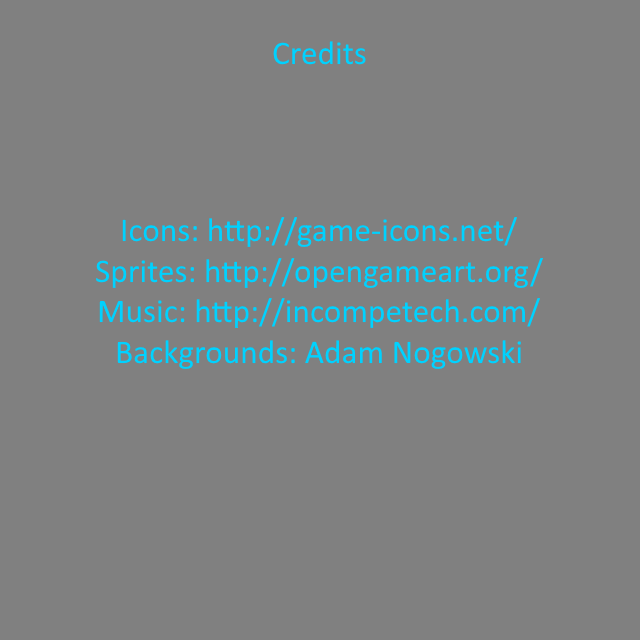 Credits
Icons: http://game-icons.net/
Sprites: http://opengameart.org/
Music: http://incompetech.com/
Backgrounds: Adam Nogowski